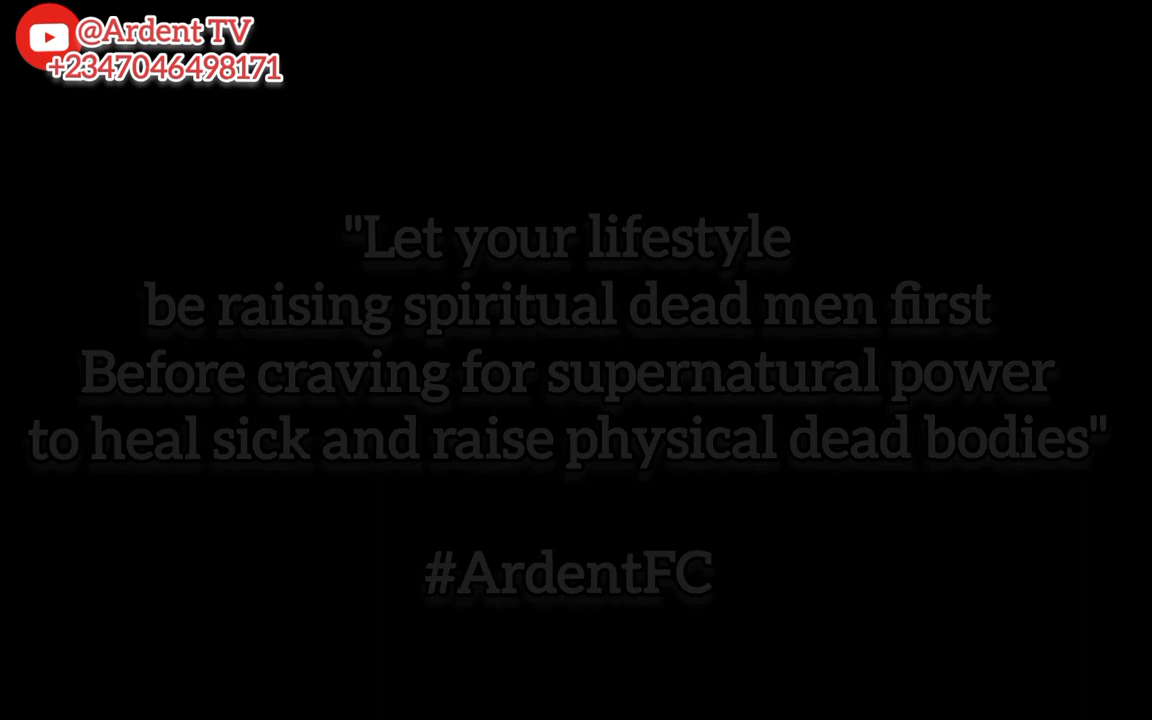 @Ardent TV
+2347046498171
"Let your lifestyle
be raising spiritual dead men first
Before craving for supernatural power
to heal sick and raise physical dead bodies"
#ArdentFC